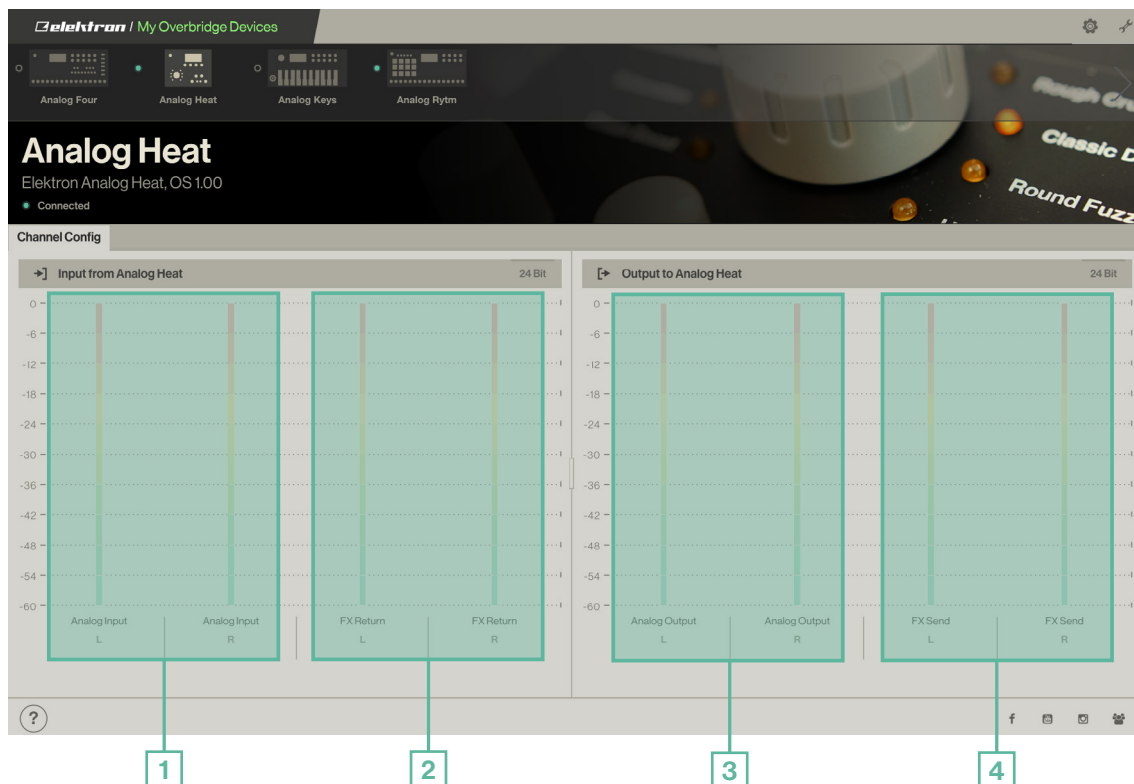 elektron / My Overbridge Devices
Analog Four
Analog Heat
Analog Keys
Analog Rytm
Rough
Classic D
Round Fuzz
Analog Heat
Elektron Analog Heat, OS 1.00
Connected
Channel Config
Input from Analog Heat 24 Bit
Output to Analog Heat 24 Bit
0
-6
-12
-18
-24
-30
-36
-42
-48
-54
-60
Analog Input L
Analog Input R
FX Return L
FX Return R
0
-6
-12
-18
-24
-30
-36
-42
-48
-54
-60
Analog Output L
Analog Output R
FX Send L
FX Send R
?
1
2
3
4